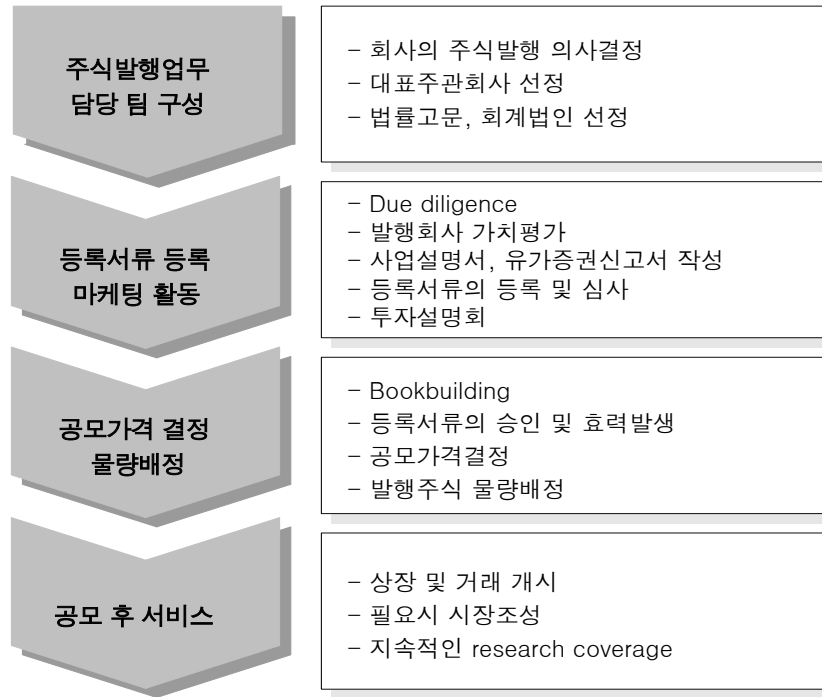 주식발행업무
담당 팀 구성
- 회사의 주식발행 의사결정
- 대표주관회사 선정
- 법률고문, 회계법인 선정
등록서류 등록
마케팅 활동
- Due diligence
- 발행회사 가치평가
- 사업설명서, 유가증권신고서 작성
- 등록서류의 등록 및 심사
- 투자설명회
공모가격 결정
물량배정
- Bookbuilding
- 등록서류의 승인 및 효력발생
- 공모가격결정
- 발행주식 물량배정
공모 후 서비스
- 상장 및 거래 개시
- 필요시 시장조성
- 지속적인 research coverage